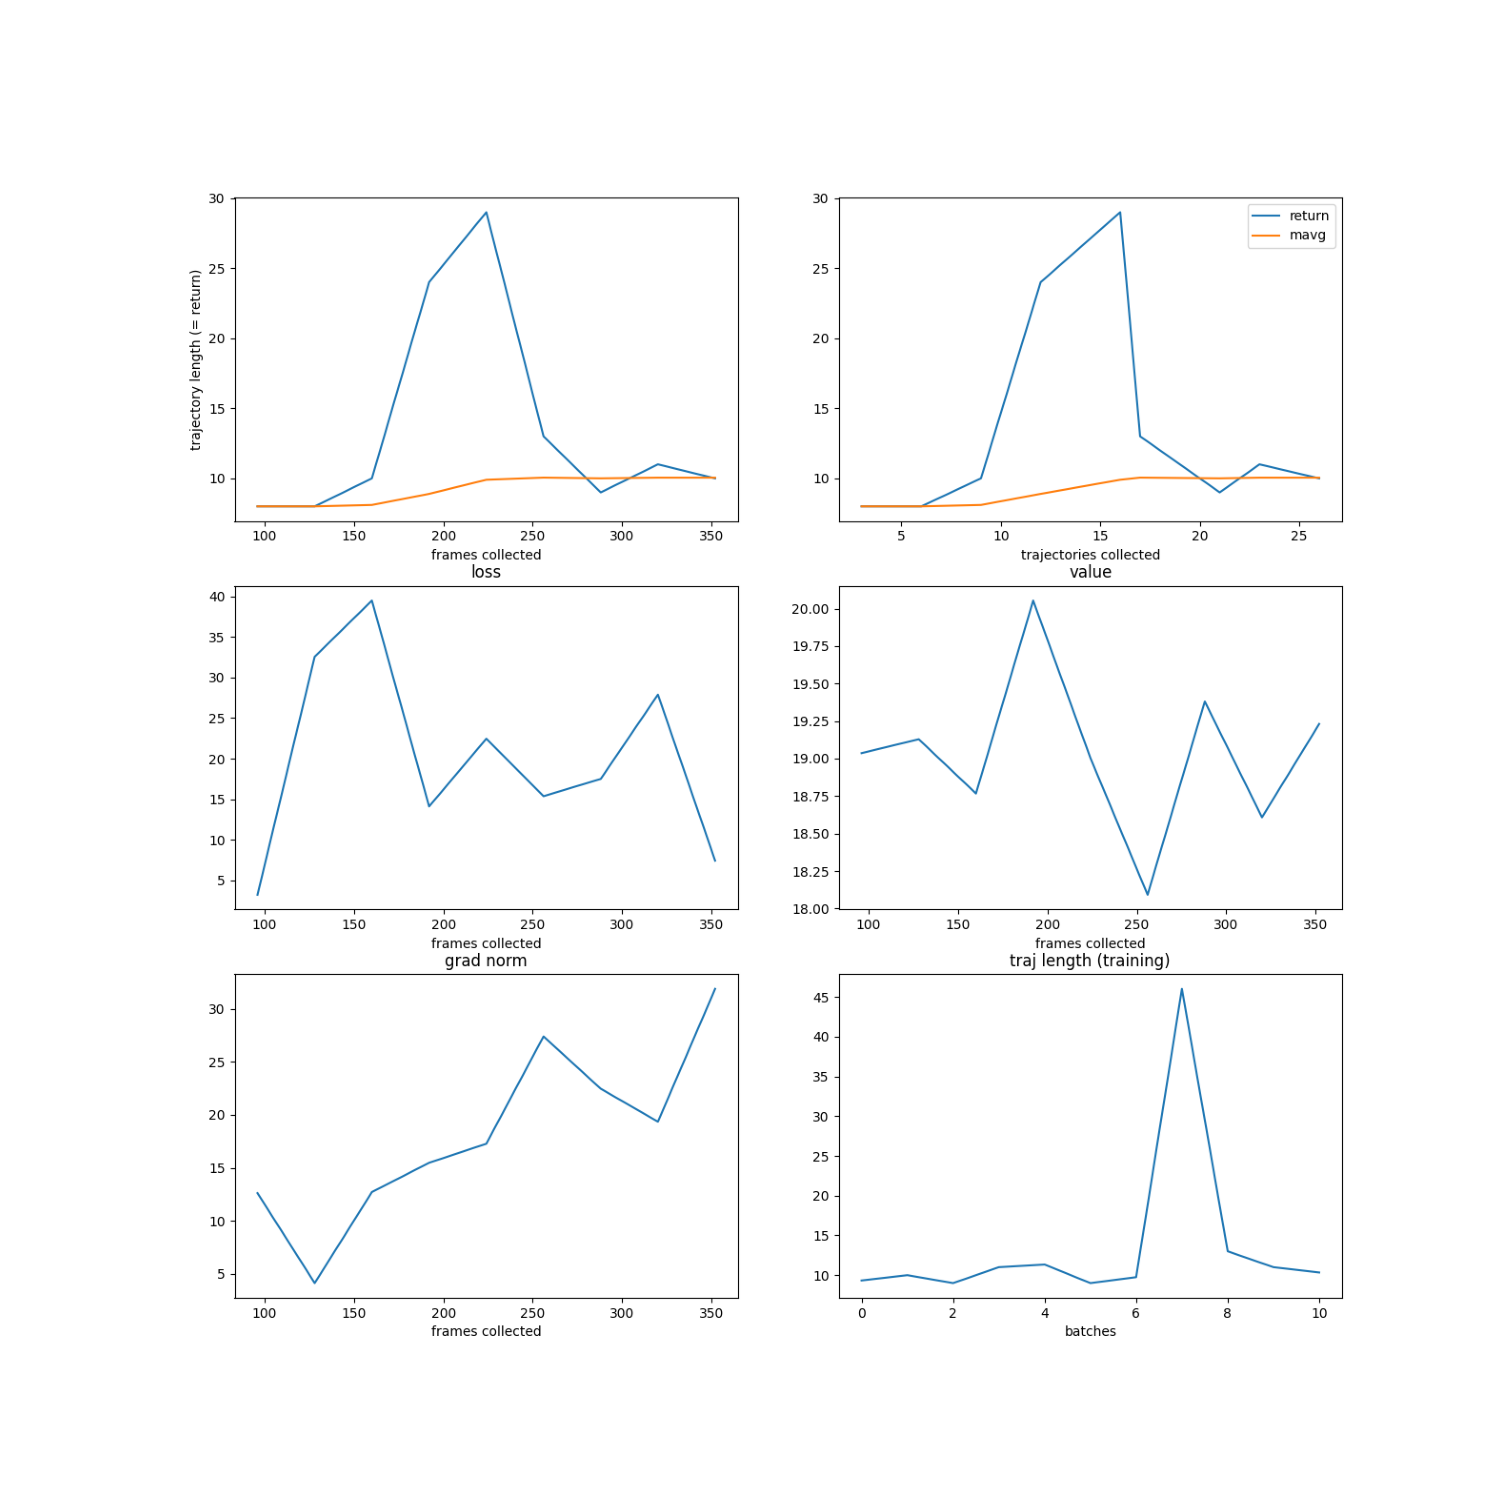 30
25
20
15
10
trajectory length (= return)
100 150 200 250 300 350
frames collected
30
25
20
15
10
return
mavg
5 10 15 20 25
trajectories collected
loss
40
35
30
25
20
15
10
5
100 150 200 250 300 350
frames collected
value
20.00
19.75
19.50
19.25
19.00
18.75
18.50
18.25
18.00
100 150 200 250 300 350
frames collected
grad norm
30
25
20
15
10
5
100 150 200 250 300 350
frames collected
traj length (training)
45
40
35
30
25
20
15
10
0 2 4 6 8 10
batches